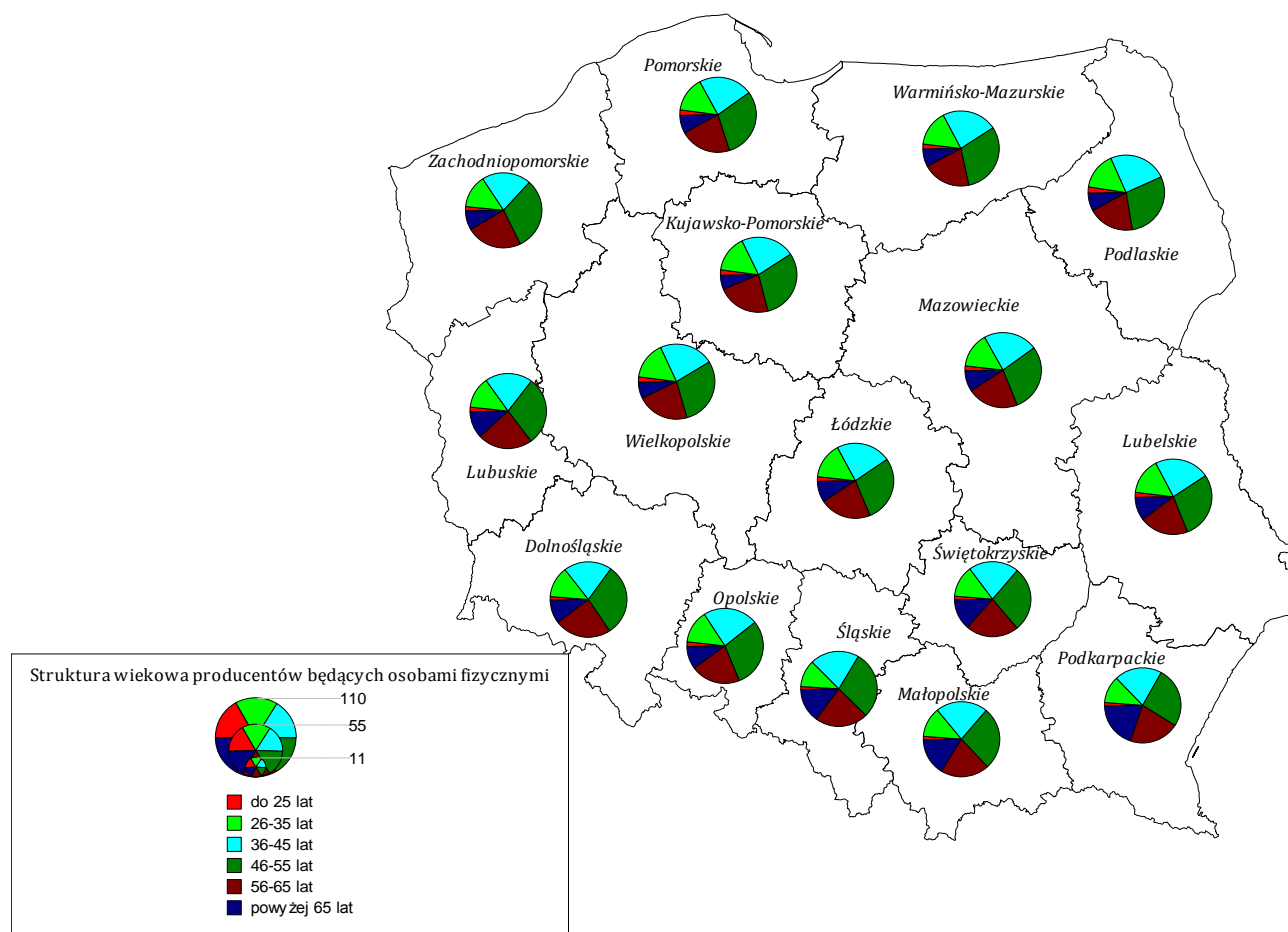 Pomorskie
Warmińsko-Mazurskie
Zachodniopomorskie
Kujawsko-Pomorskie
Podlaskie
Mazowieckie
Wielkopolskie
Łódzkie
Lubelskie
Lubuskie
Dolnośląskie
Świętokrzyskie
Opolskie
Śląskie
Podkarpackie
Małopolskie
Struktura wiekowa producentów będących osobami fizycznymi
110
55
11
do 25 lat
26-35 lat
36-45 lat
46-55 lat
56-65 lat
powyżej 65 lat